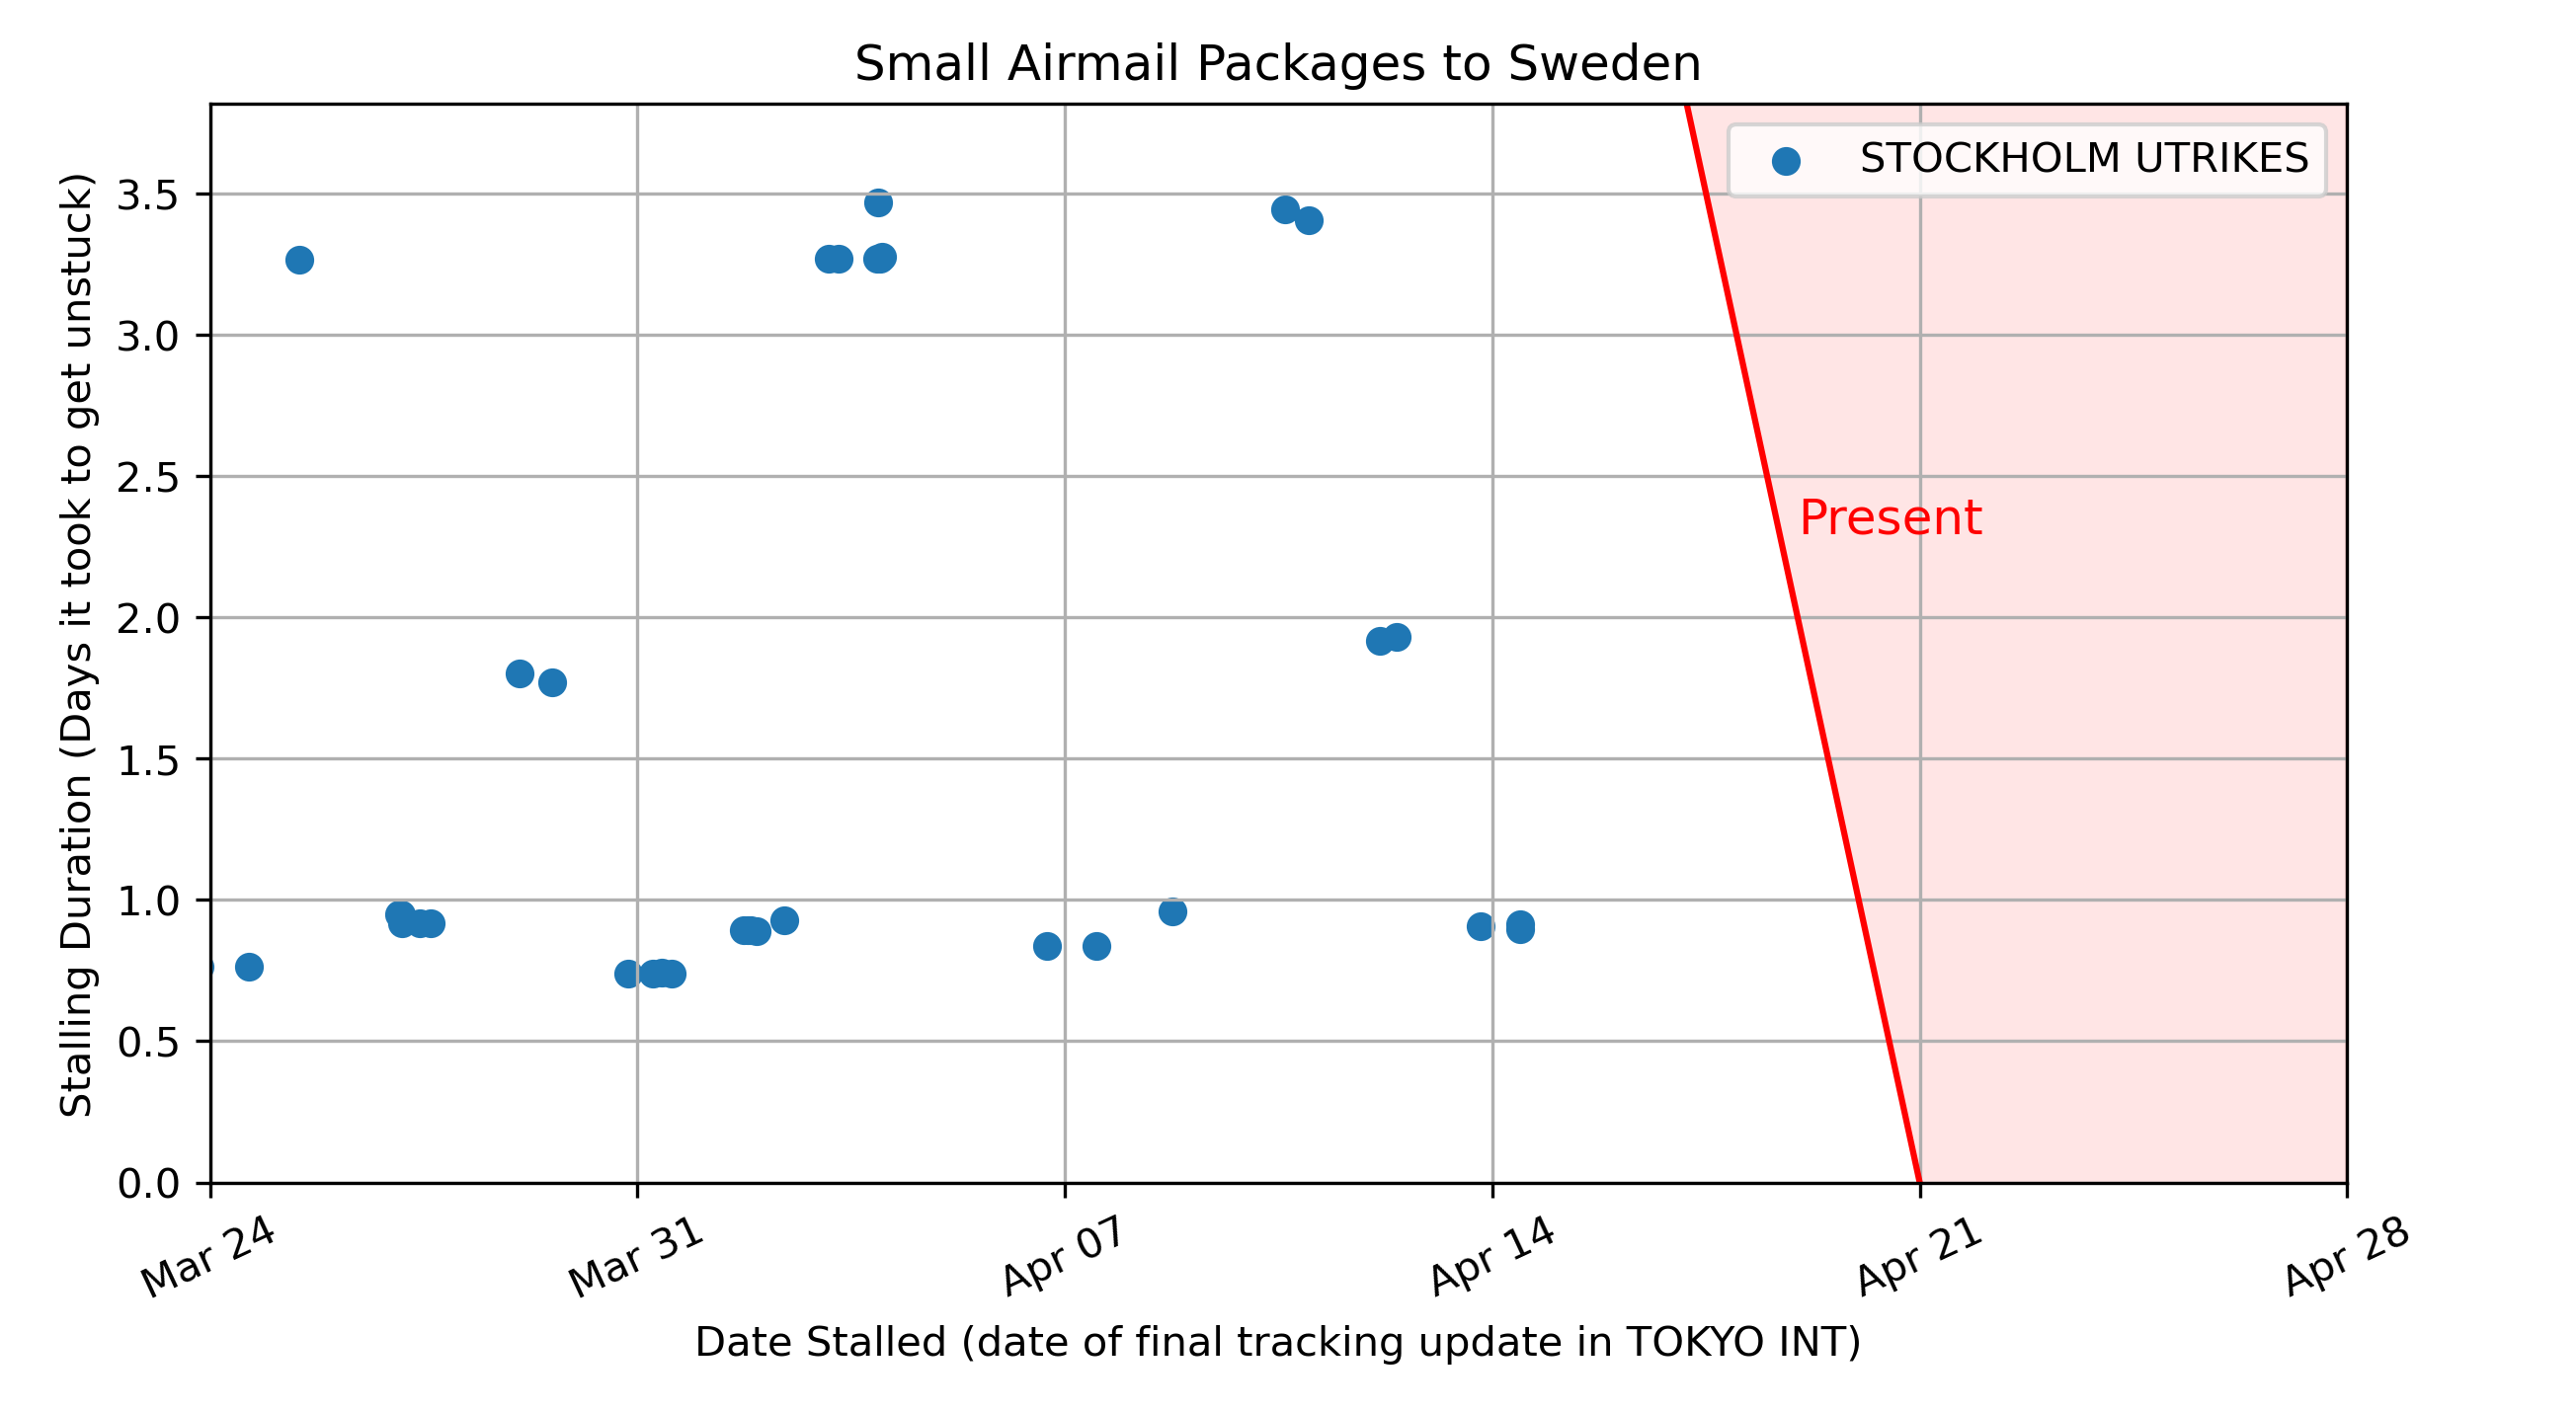 Small Airmail Packages to Sweden
STOCKHOLM UTRIKES
Present
Stalling Duration (Days it took to get unstuck)
3.5
3.0
2.5
2.0
1.5
1.0
0.5
0.0
Mar 24
Mar 31
Apr 07
Apr 14
Apr 21
Apr 28
Date Stalled (date of final tracking update in TOKYO INT)